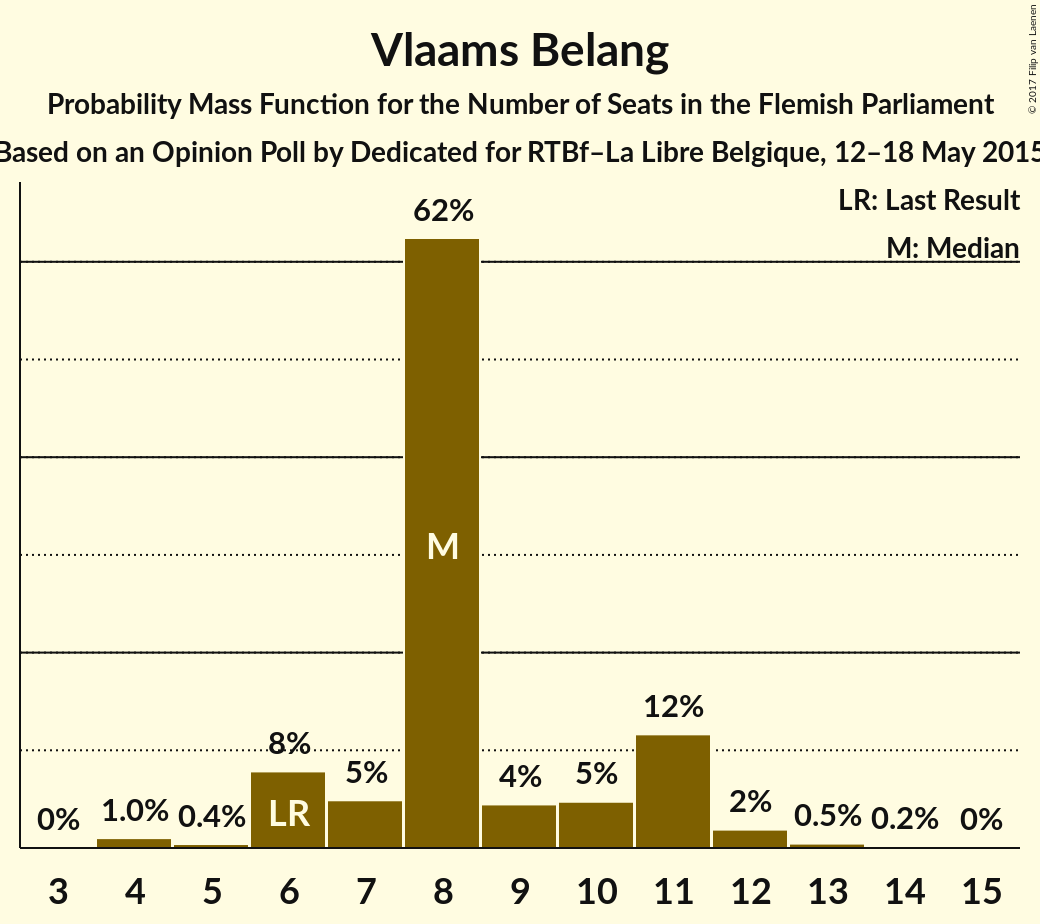 Vlaams Belang
Probability Mass Function for the Number of Seats in the Flemish Parliament
Based on an Opinion Poll by Dedicated for RTBf–La Libre Belgique, 12–18 May 2015
© 2017 Filip van Laenen
LR: Last Result
M: Median
0% 1.0% 0.4% 8% 5% 62% 4% 5% 12% 2% 0.5% 0.2% 0%
LR M
3 4 5 6 7 8 9 10 11 12 13 14 15